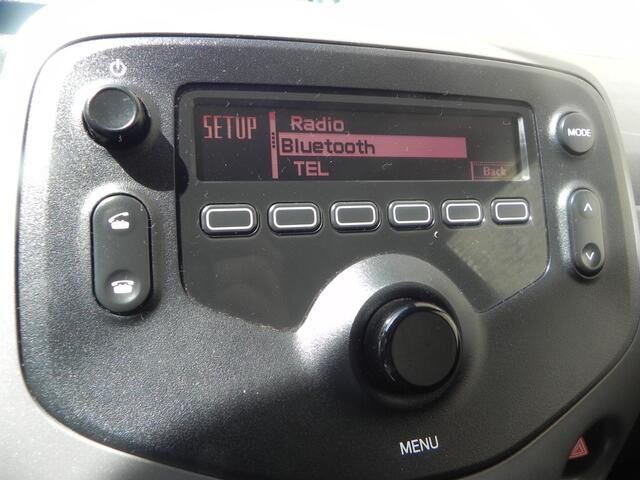 SETUP
Radio
Bluetooth
TEL
Back
MODE
MENU